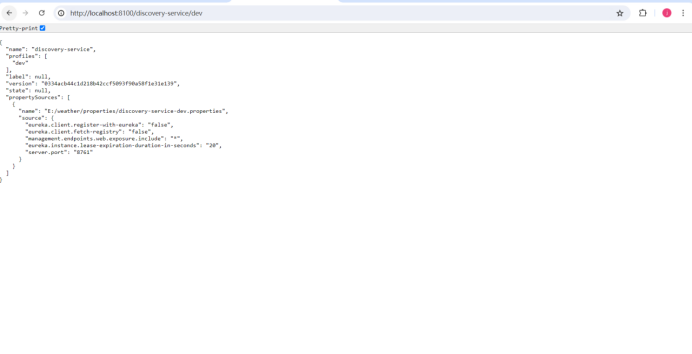 http://localhost:8100/discovery-service/dev
Pretty-print
{
"name": "discovery-service",
"profiles": [
"dev"
],
"label": null,
"version": "0334acb44c1d218b42ccf5093f90a58f1e31e139",
"state": null,
"propertySources": [
{
"name": "E:/weather/properties/discovery-service-dev.properties",
"source": {
"eureka.client.register-with-eureka": "false",
"eureka.client.fetch-registry": "false",
"management.endpoints.web.exposure.include": "*",
"eureka.instance.lease-expiration-duration-in-seconds": "20",
"server.port": "8761"
}
}
]
}